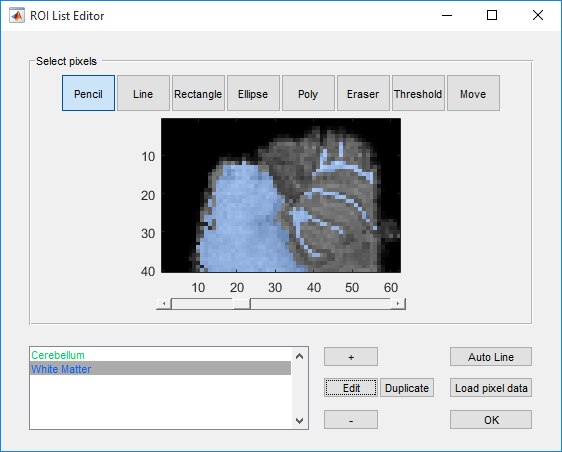 ROI List Editor
Select pixels
Pencil Line Rectangle Ellipse Poly Eraser Threshold Move
10
20
30
40
10 20 30 40 50 60
Cerebellum
White Matter
+ Auto Line
Edit Duplicate Load pixel data
- OK